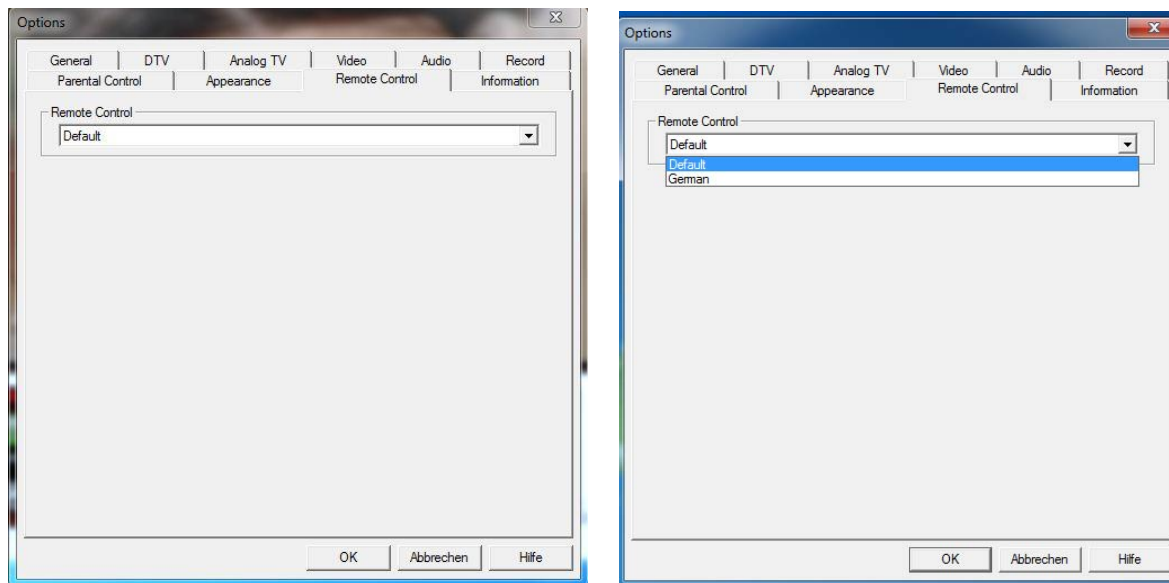 Options
General DTV Analog TV Video Audio Record
Parental Control Appearance Remote Control Information
Remote Control
Default
OK Abbrechen Hilfe
Options
General DTV Analog TV Video Audio Record
Parental Control Appearance Remote Control Information
Remote Control
Default
Default
German
OK Abbrechen Hilfe